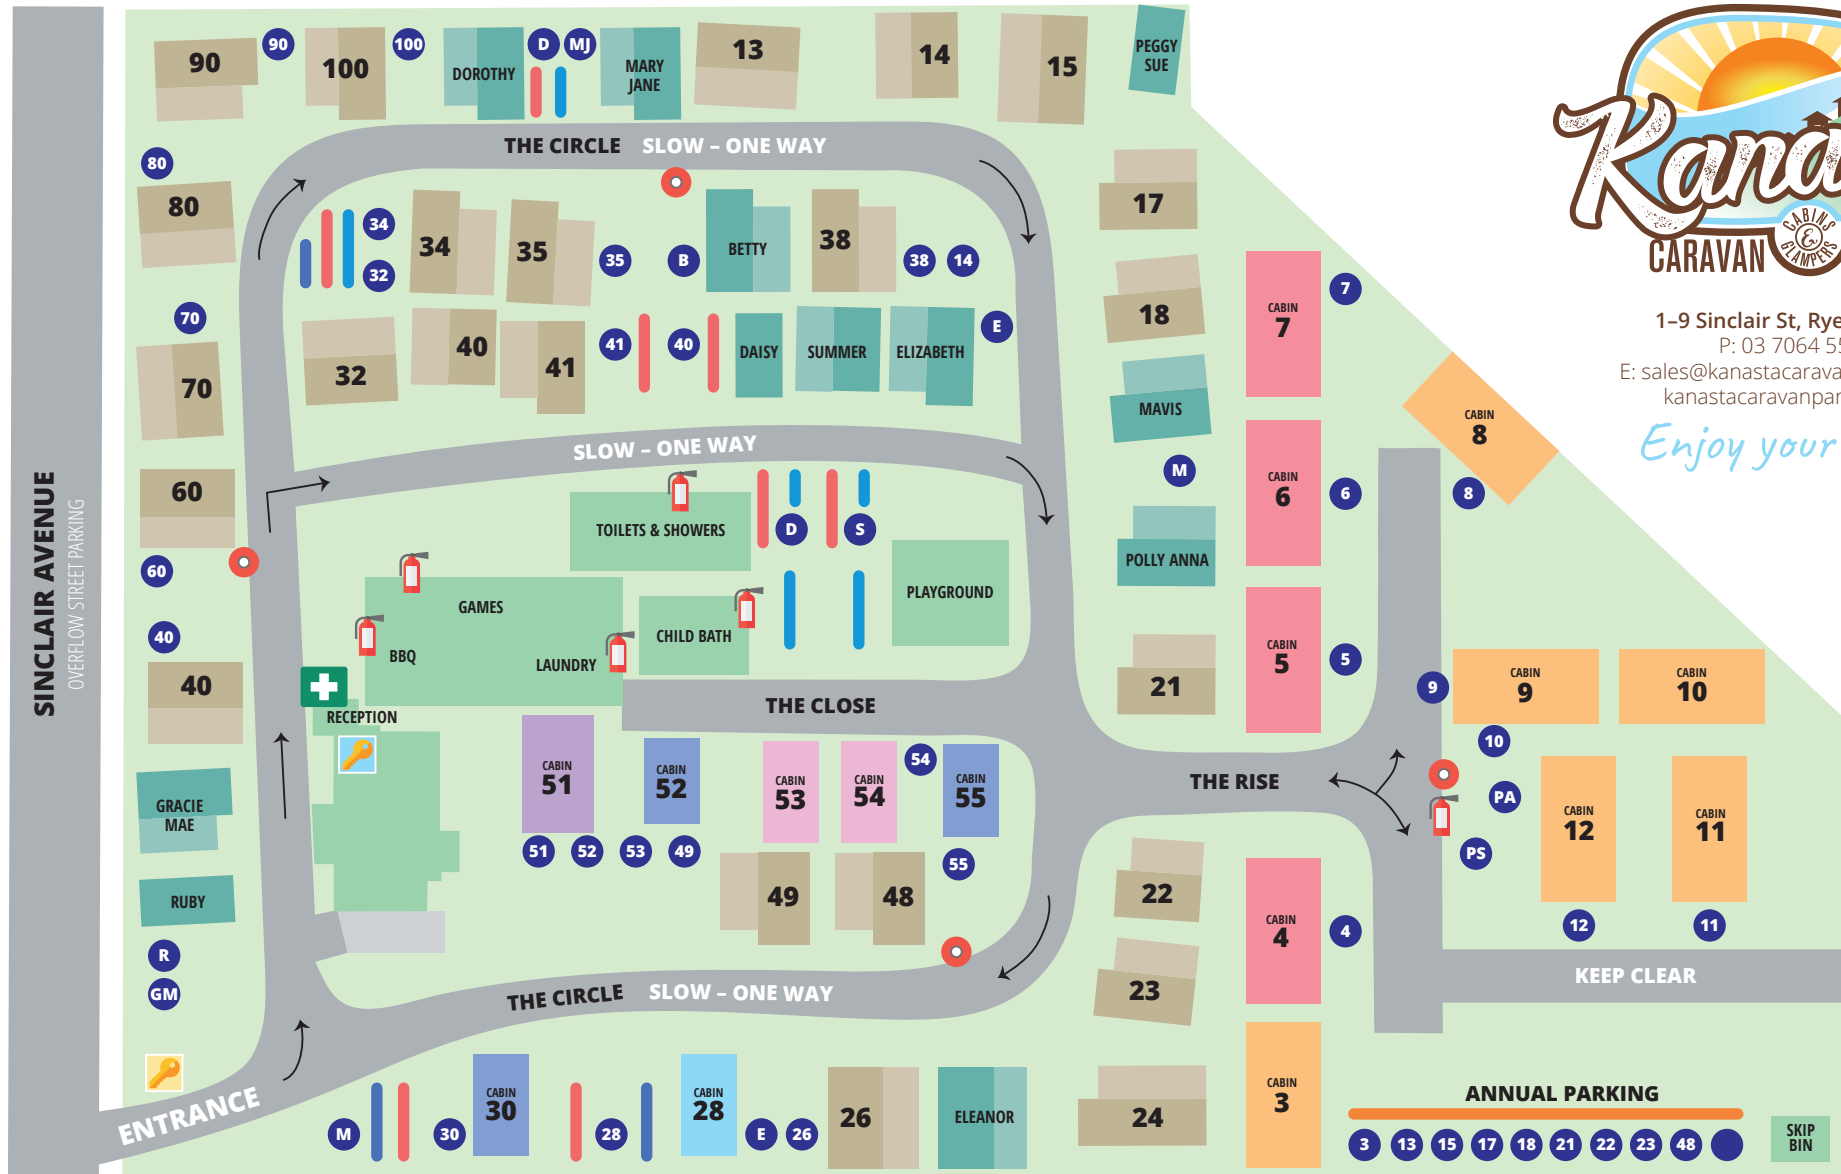 90
90
100
100
DOROTHY
D
MJ
MARY
JANE
13
14
15
PEGGY
SUE
THE CIRCLE SLOW – ONE WAY
80
80
34
32
34
35
35
B
BETTY
38
38
14
17
70
70
32
40
41
41
40
DAISY
SUMMER
ELIZABETH
E
18
MAVIS
M
CABIN
7
7
CABIN
8
8
CARAVAN
CABINS
&
GLAMPERS
1–9 Sinclair St, Rye
P: 03 7064 55
E: sales@kanastacarava
kanastacaravanpar
Enjoy your
SLOW – ONE WAY
SINCLAIR AVENUE
OVERFLOW STREET PARKING
60
60
40
40
TOILETS & SHOWERS
D
S
GAMES
BBQ
LAUNDRY
CHILD BATH
PLAYGROUND
POLLY ANNA
CABIN
6
6
CABIN
5
5
21
RECEPTION
THE CLOSE
THE RISE
CABIN
51
CABIN
52
CABIN
53
CABIN
54
54
CABIN
55
51
52
53
49
55
49
48
GRACIE
MAE
RUBY
R
GM
9
CABIN
9
CABIN
10
10
PA
PS
CABIN
12
CABIN
11
12
11
22
23
CABIN
4
4
KEEP CLEAR
THE CIRCLE SLOW – ONE WAY
ENTRANCE
M
30
CABIN
30
28
CABIN
28
E
26
26
ELEANOR
24
CABIN
3
ANNUAL PARKING
3
13
15
17
18
21
22
23
48
SKIP
BIN